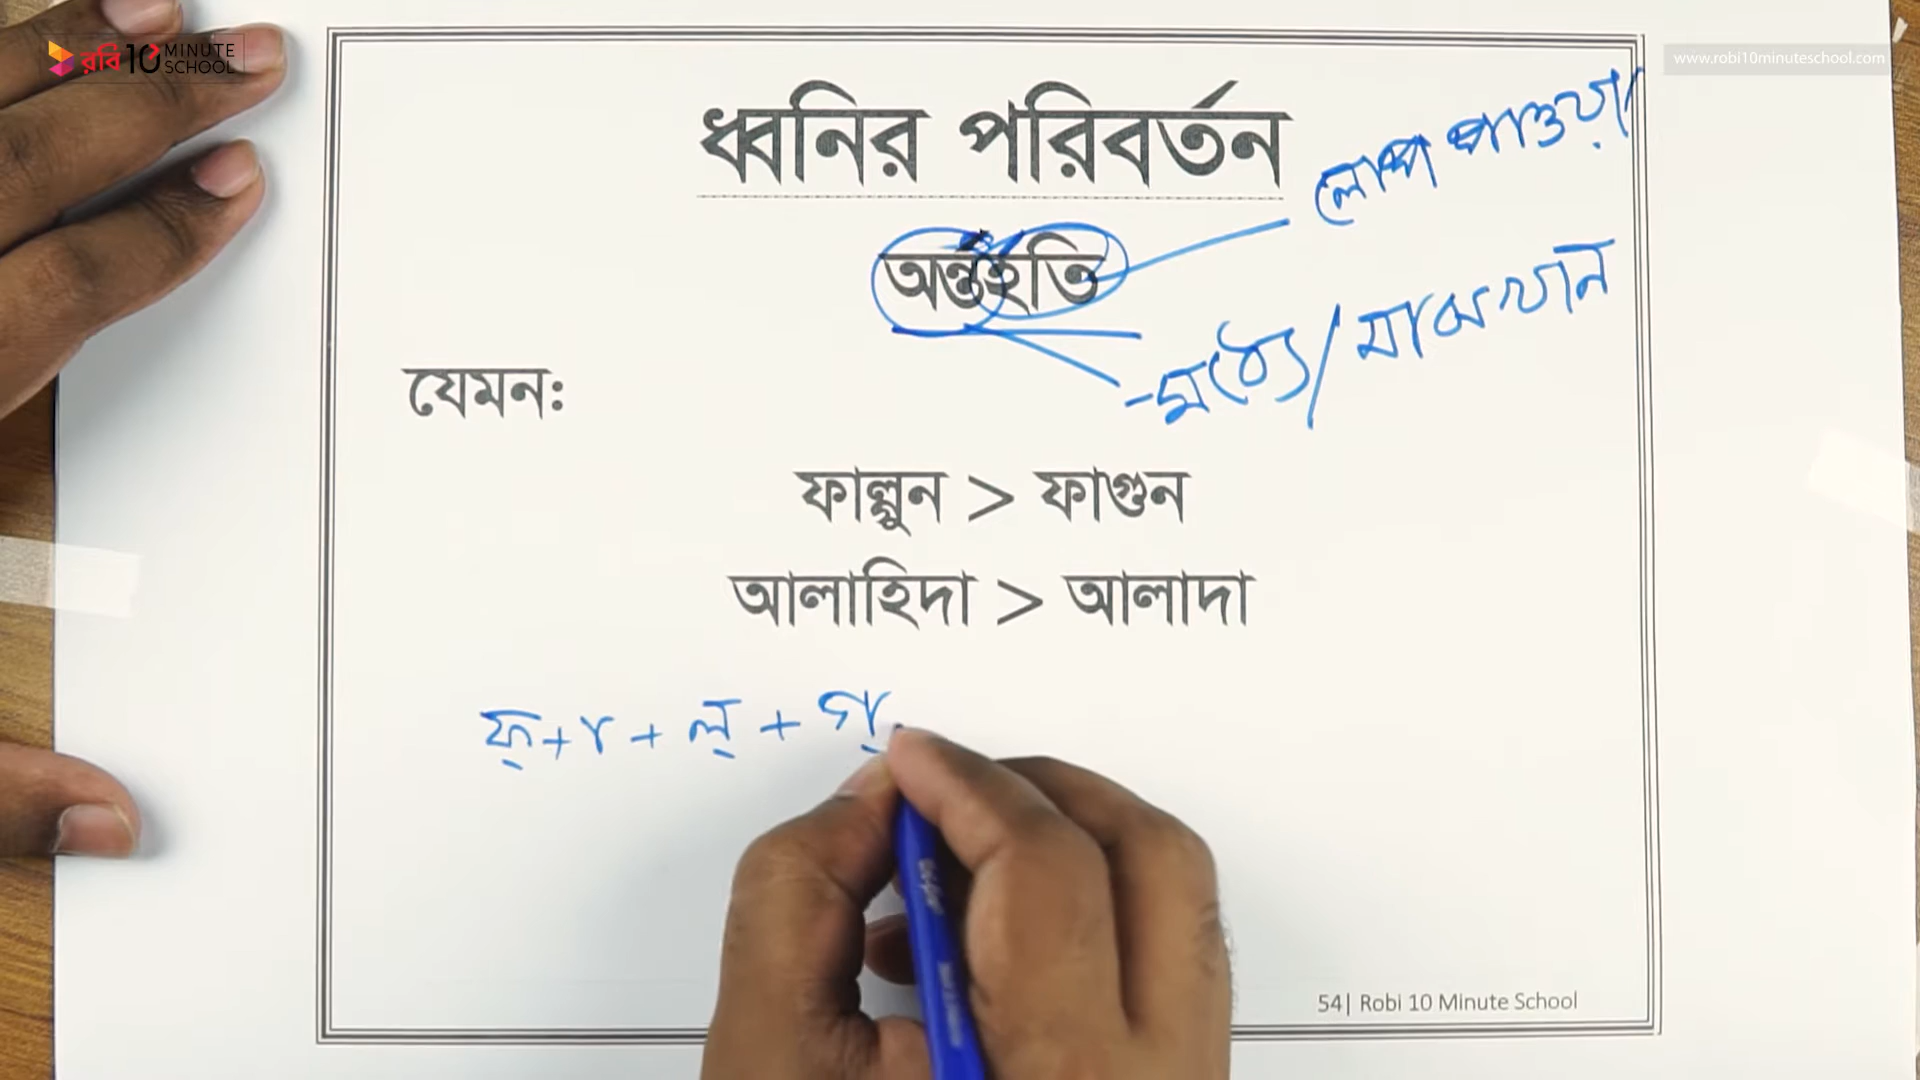 রবি 10 MINUTE SCHOOL
www.robi10minuteschool.com
ধ্বনির পরিবর্তন
লোপ পাওয়া
অন্তর্হতি
-মধ্যে/মাঝখান
যেমনঃ
ফাল্গুন > ফাগুন
আলাহিদা > আলাদা
ফ্ + া + ল্ + গ্
54| Robi 10 Minute School